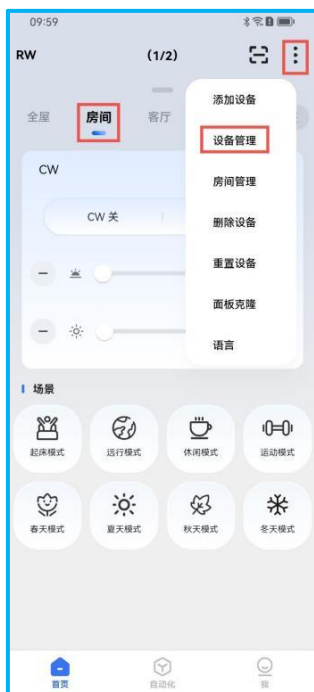 09:59
RW (1/2)
全屋 房间 客厅
添加设备
设备管理
房间管理
删除设备
重置设备
面板克隆
语言
CW
CW 关
场景
起床模式 远行模式 休闲模式 运动模式
春天模式 夏天模式 秋天模式 冬天模式
首页 自动化 我